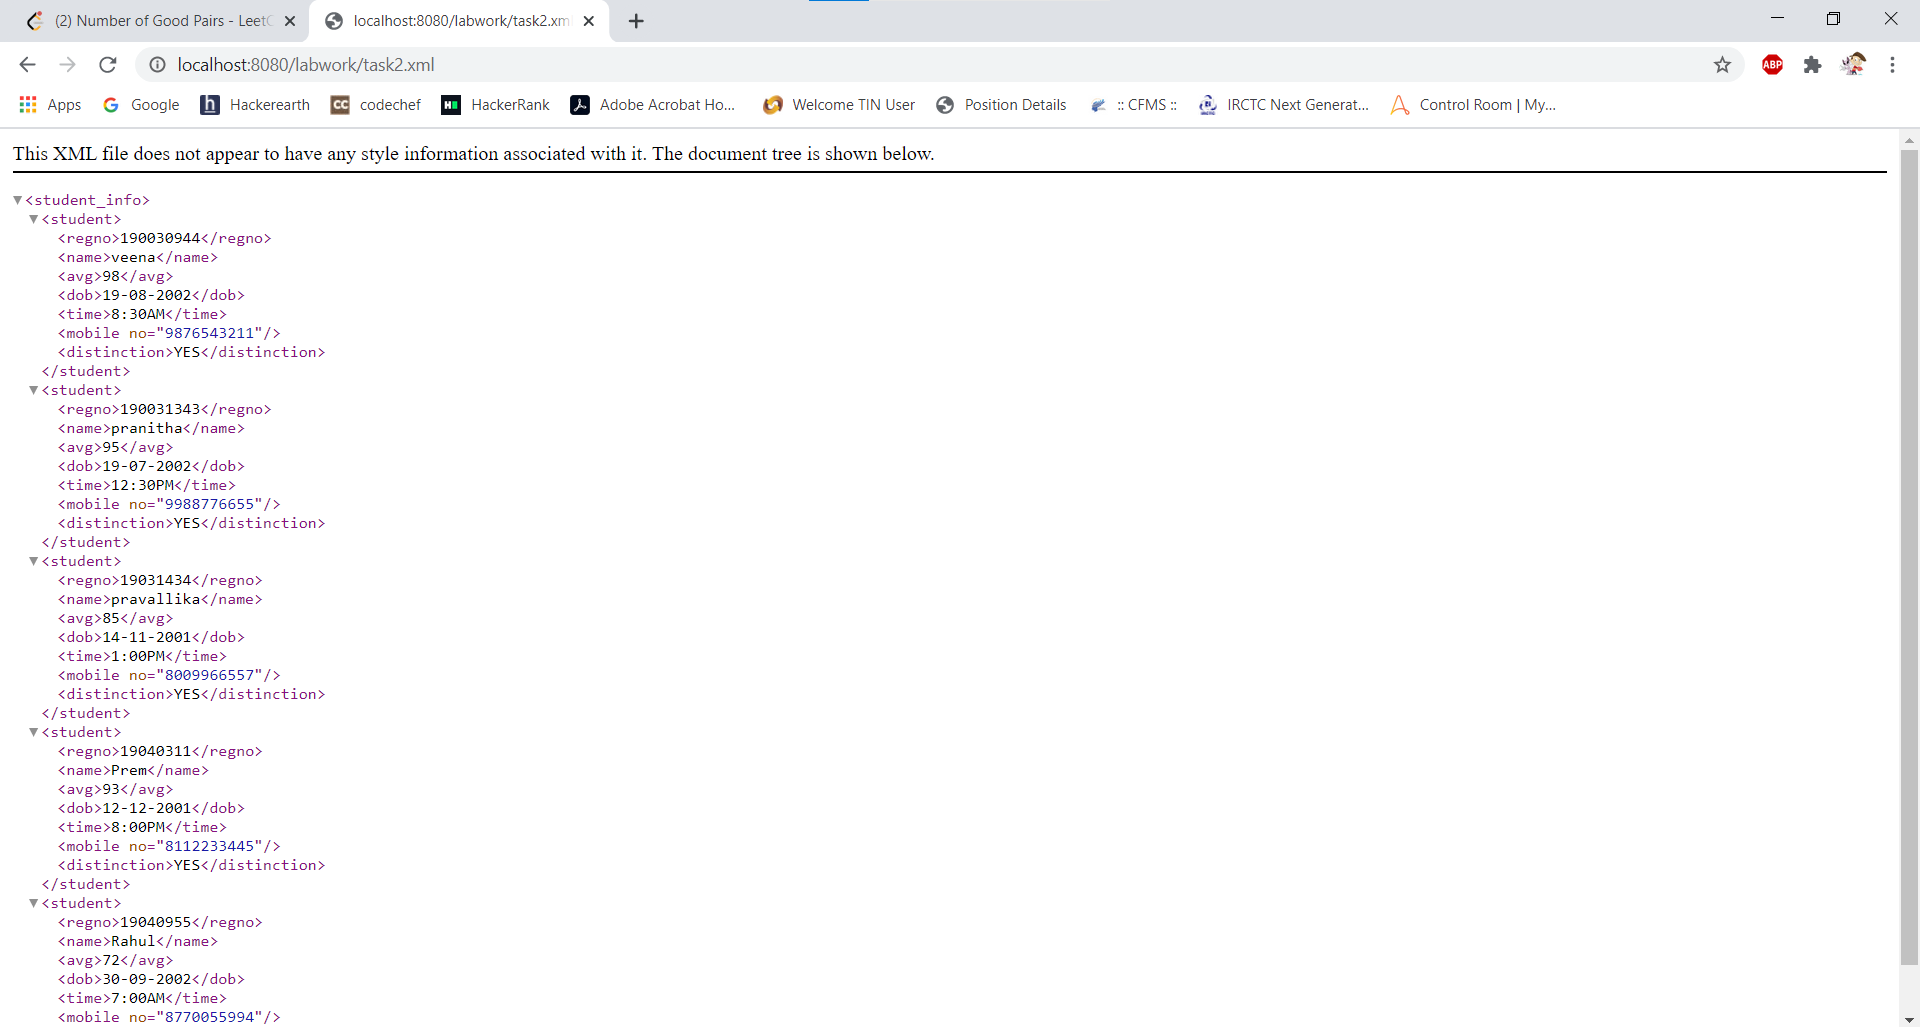 (2) Number of Good Pairs - LeetC
localhost:8080/labwork/task2.xm
localhost:8080/labwork/task2.xml
ABP
Apps
Google
h Hackerearth
CC codechef
H HackerRank
Adobe Acrobat Ho...
Welcome TIN User
Position Details
:: CFMS ::
IRCTC Next Generat...
Control Room | My...
This XML file does not appear to have any style information associated with it. The document tree is shown below.
<student_info>
<student>
<regno>190030944</regno>
<name>veena</name>
<avg>98</avg>
<dob>19-08-2002</dob>
<time>8:30AM</time>
<mobile no="9876543211"/>
<distinction>YES</distinction>
</student>
<student>
<regno>190031343</regno>
<name>pranitha</name>
<avg>95</avg>
<dob>19-07-2002</dob>
<time>12:30PM</time>
<mobile no="9988776655"/>
<distinction>YES</distinction>
</student>
<student>
<regno>19031434</regno>
<name>pravallika</name>
<avg>85</avg>
<dob>14-11-2001</dob>
<time>1:00PM</time>
<mobile no="8009966557"/>
<distinction>YES</distinction>
</student>
<student>
<regno>19040311</regno>
<name>Prem</name>
<avg>93</avg>
<dob>12-12-2001</dob>
<time>8:00PM</time>
<mobile no="8112233445"/>
<distinction>YES</distinction>
</student>
<student>
<regno>19040955</regno>
<name>Rahul</name>
<avg>72</avg>
<dob>30-09-2002</dob>
<time>7:00AM</time>
<mobile no="8770055994"/>